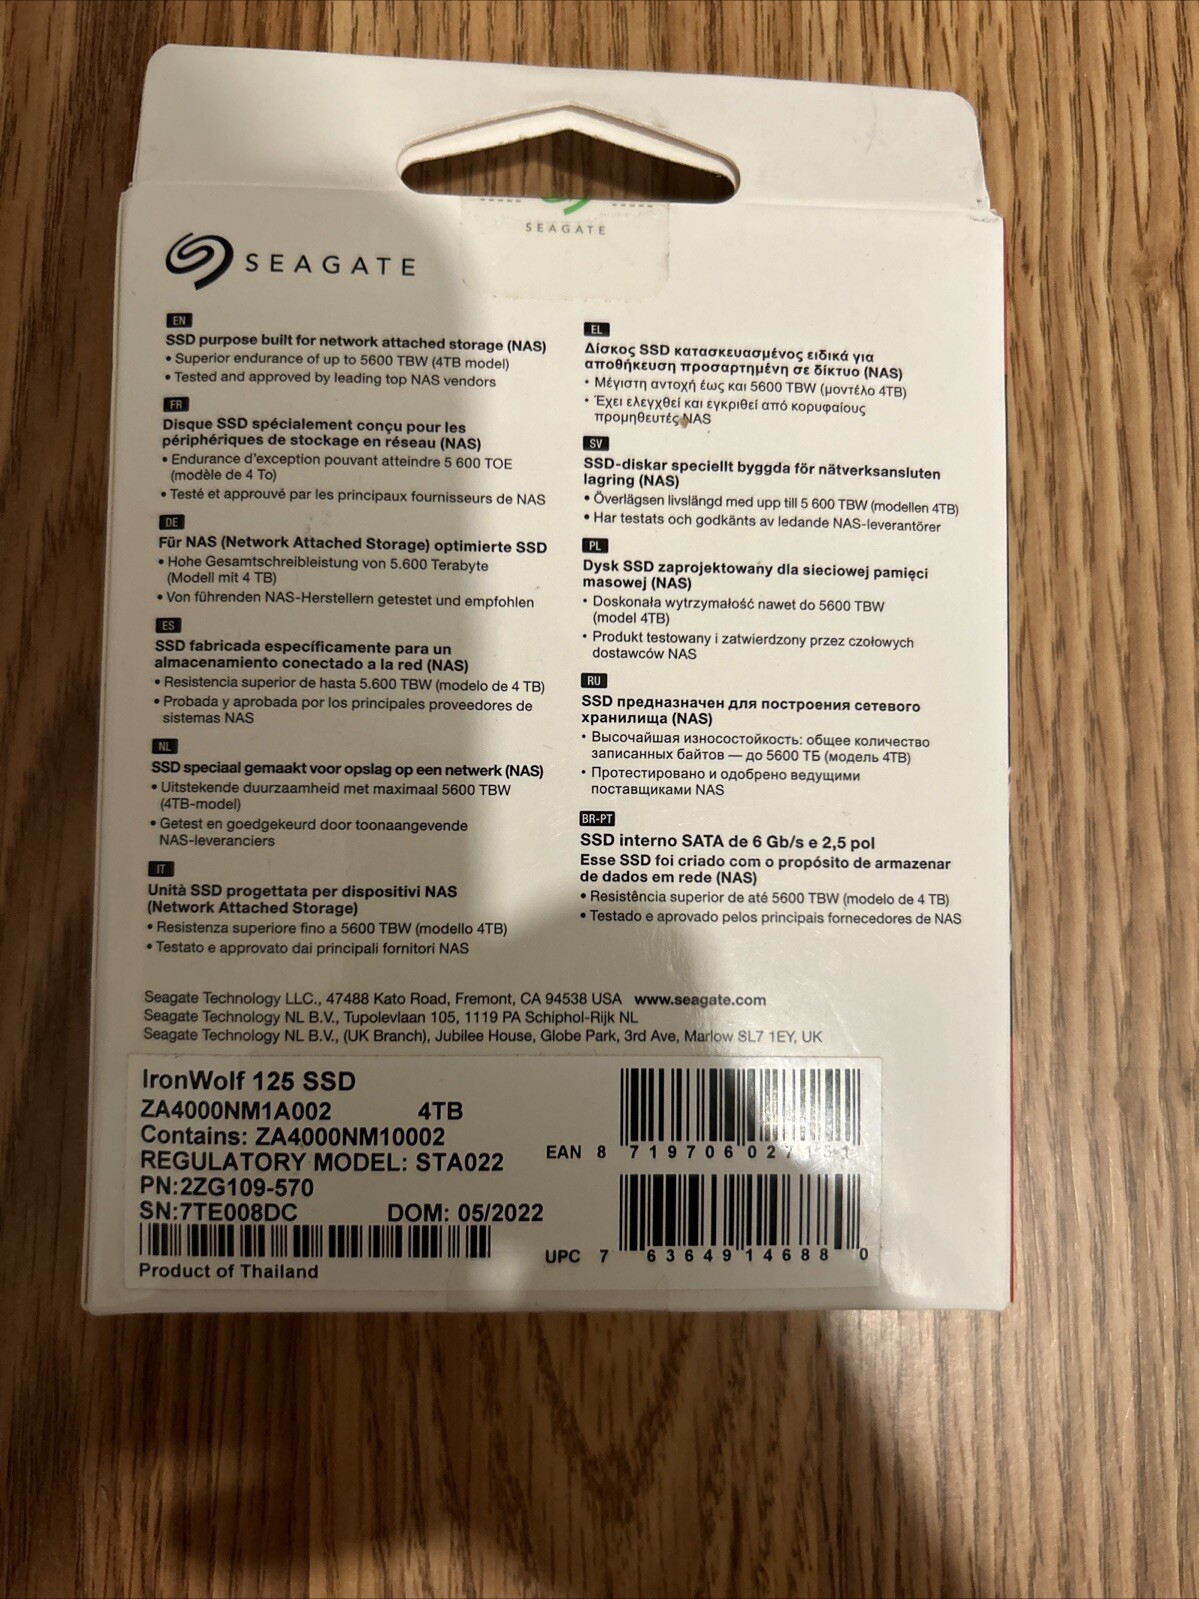 SEAGATE
SEAGATE
EN
SSD purpose built for network attached storage (NAS)
• Superior endurance of up to 5600 TBW (4TB model)
• Tested and approved by leading top NAS vendors
FR
Disque SSD spécialement conçu pour les
périphériques de stockage en réseau (NAS)
• Endurance d'exception pouvant atteindre 5 600 TOE
(modèle de 4 To)
• Testé et approuvé par les principaux fournisseurs de NAS
DE
Für NAS (Network Attached Storage) optimierte SSD
• Hohe Gesamtschreibleistung von 5.600 Terabyte
(Modell mit 4 TB)
• Von führenden NAS-Herstellern getestet und empfohlen
ES
SSD fabricada específicamente para un
almacenamiento conectado a la red (NAS)
• Resistencia superior de hasta 5.600 TBW (modelo de 4 TB)
• Probada y aprobada por los principales proveedores de
sistemas NAS
NL
SSD speciaal gemaakt voor opslag op een netwerk (NAS)
• Uitstekende duurzaamheid met maximaal 5600 TBW
(4TB-model)
• Getest en goedgekeurd door toonaangevende
NAS-leveranciers
IT
Unità SSD progettata per dispositivi NAS
(Network Attached Storage)
• Resistenza superiore fino a 5600 TBW (modello 4TB)
• Testato e approvato dai principali fornitori NAS
EL
Δίσκος SSD κατασκευασμένος ειδικά για
αποθήκευση προσαρτημένη σε δίκτυο (NAS)
• Μέγιστη αντοχή έως και 5600 TBW (μοντέλο 4TB)
• Έχει ελεγχθεί και εγκριθεί από κορυφαίους
προμηθευτές NAS
SV
SSD-diskar speciellt byggda för nätverksansluten
lagring (NAS)
• Överlägsen livslängd med upp till 5 600 TBW (modellen 4TB)
• Har testats och godkänts av ledande NAS-leverantörer
PL
Dysk SSD zaprojektowany dla sieciowej pamięci
masowej (NAS)
• Doskonała wytrzymałość nawet do 5600 TBW
(model 4TB)
• Produkt testowany i zatwierdzony przez czołowych
dostawców NAS
RU
SSD предназначен для построения сетевого
хранилища (NAS)
• Высочайшая износостойкость: общее количество
записанных байтов — до 5600 ТБ (модель 4TB)
• Протестировано и одобрено ведущими
поставщиками NAS
BR-PT
SSD interno SATA de 6 Gb/s e 2,5 pol
Esse SSD foi criado com o propósito de armazenar
de dados em rede (NAS)
• Resistência superior de até 5600 TBW (modelo de 4 TB)
• Testado e aprovado pelos principais fornecedores de NAS
Seagate Technology LLC., 47488 Kato Road, Fremont, CA 94538 USA www.seagate.com
Seagate Technology NL B.V., Tupolevlaan 105, 1119 PA Schiphol-Rijk NL
Seagate Technology NL B.V., (UK Branch), Jubilee House, Globe Park, 3rd Ave, Marlow SL7 1EY, UK
IronWolf 125 SSD
ZA4000NM1A002 4TB
Contains: ZA4000NM10002
REGULATORY MODEL: STA022
PN:2ZG109-570
SN:7TE008DC DOM: 05/2022
Product of Thailand
EAN 8 719706 027151
UPC 7 63649 14688 0